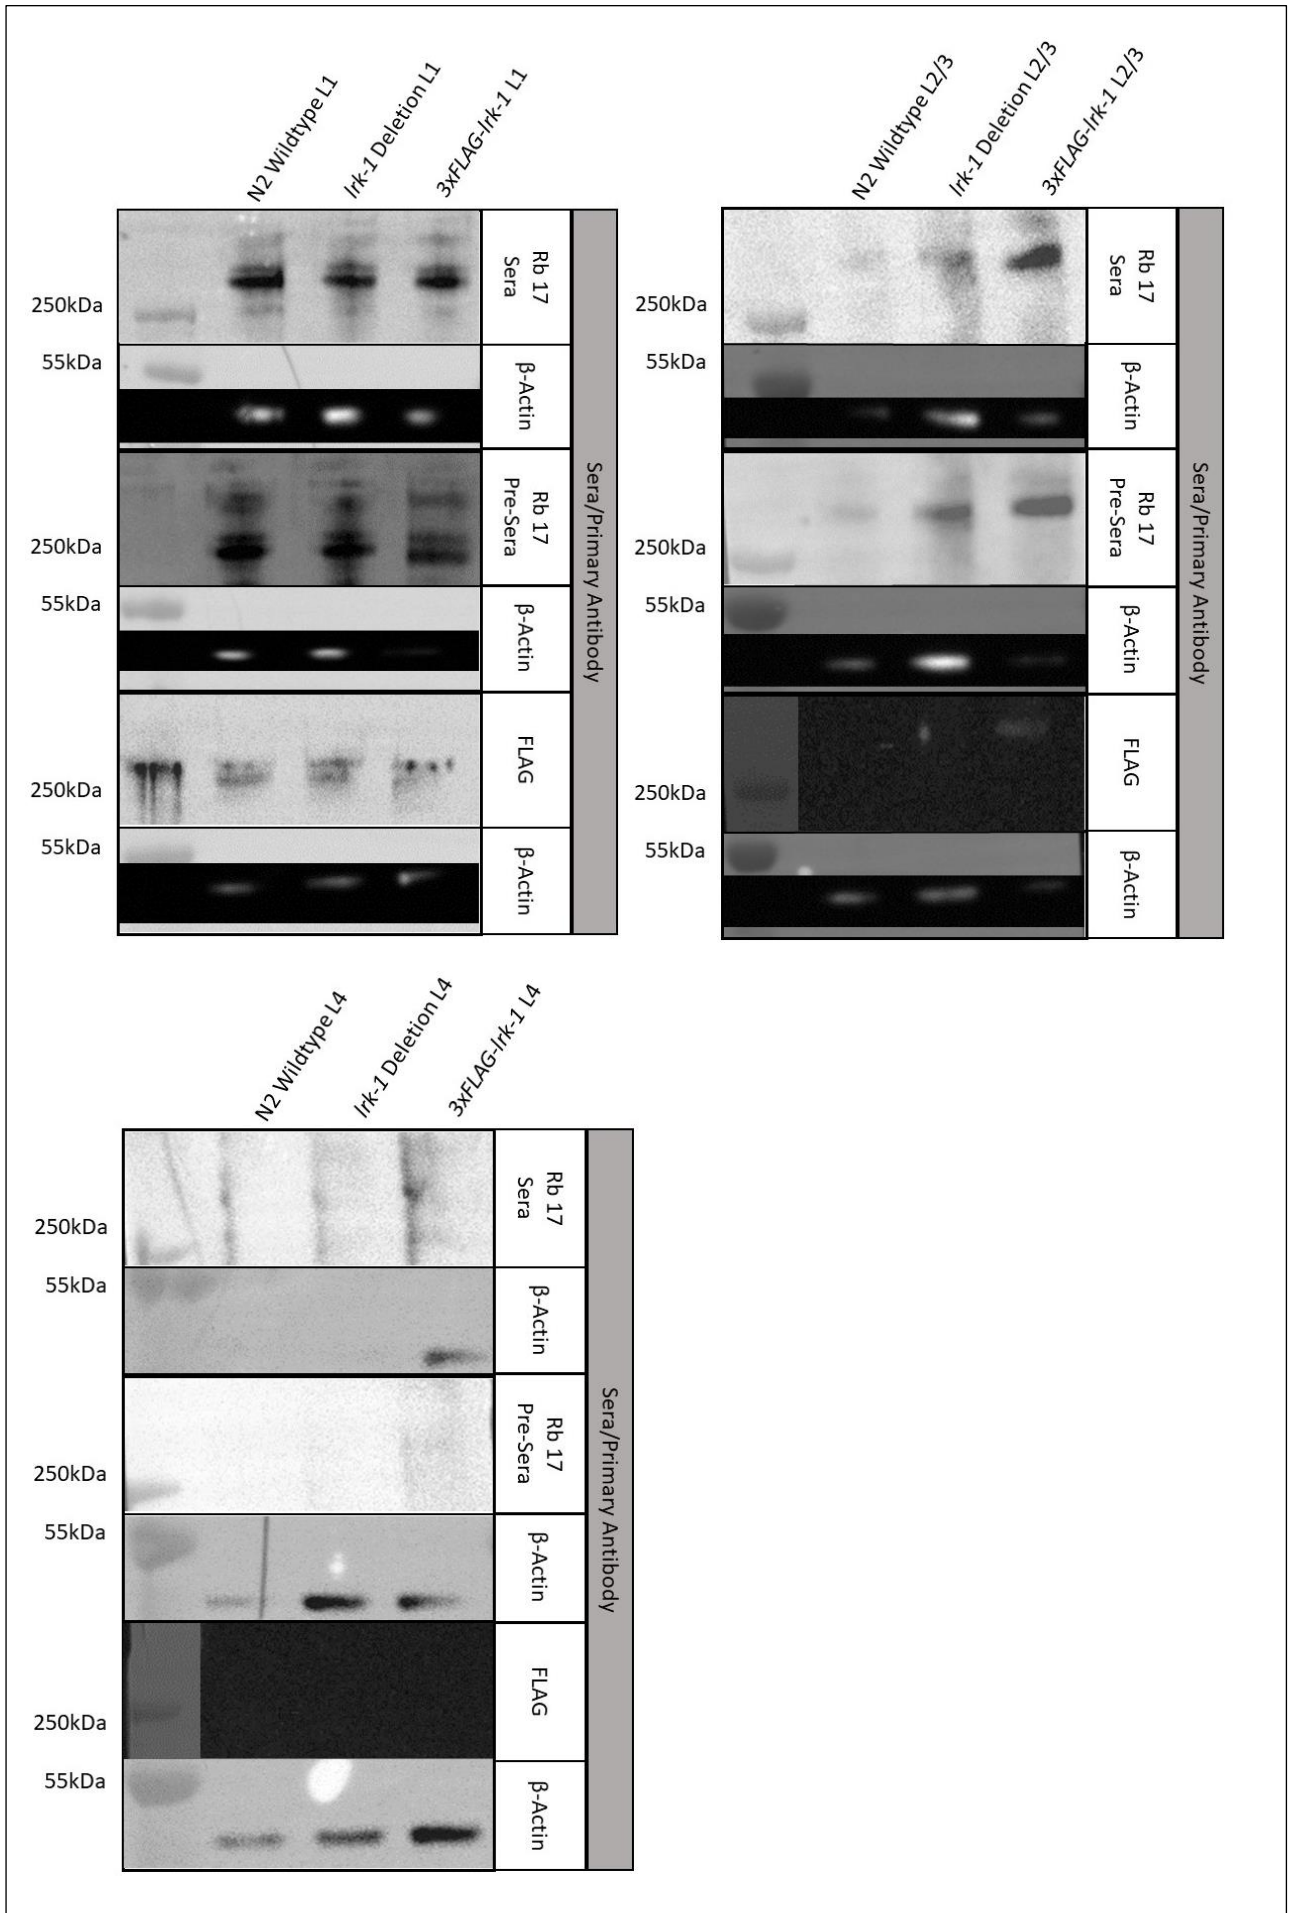 N2 Wildtype L1
lrk-1 Deletion L1
3xFLAG-lrk-1 L1
250kDa
Rb 17
Sera
55kDa
β-Actin
250kDa
Rb 17
Pre-Sera
55kDa
β-Actin
250kDa
FLAG
55kDa
β-Actin
Sera/Primary Antibody
N2 Wildtype L2/3
lrk-1 Deletion L2/3
3xFLAG-lrk-1 L2/3
250kDa
Rb 17
Sera
55kDa
β-Actin
250kDa
Rb 17
Pre-Sera
55kDa
β-Actin
250kDa
FLAG
55kDa
β-Actin
Sera/Primary Antibody
N2 Wildtype L4
lrk-1 Deletion L4
3xFLAG-lrk-1 L4
250kDa
Rb 17
Sera
55kDa
β-Actin
250kDa
Rb 17
Pre-Sera
55kDa
β-Actin
250kDa
FLAG
55kDa
β-Actin
Sera/Primary Antibody